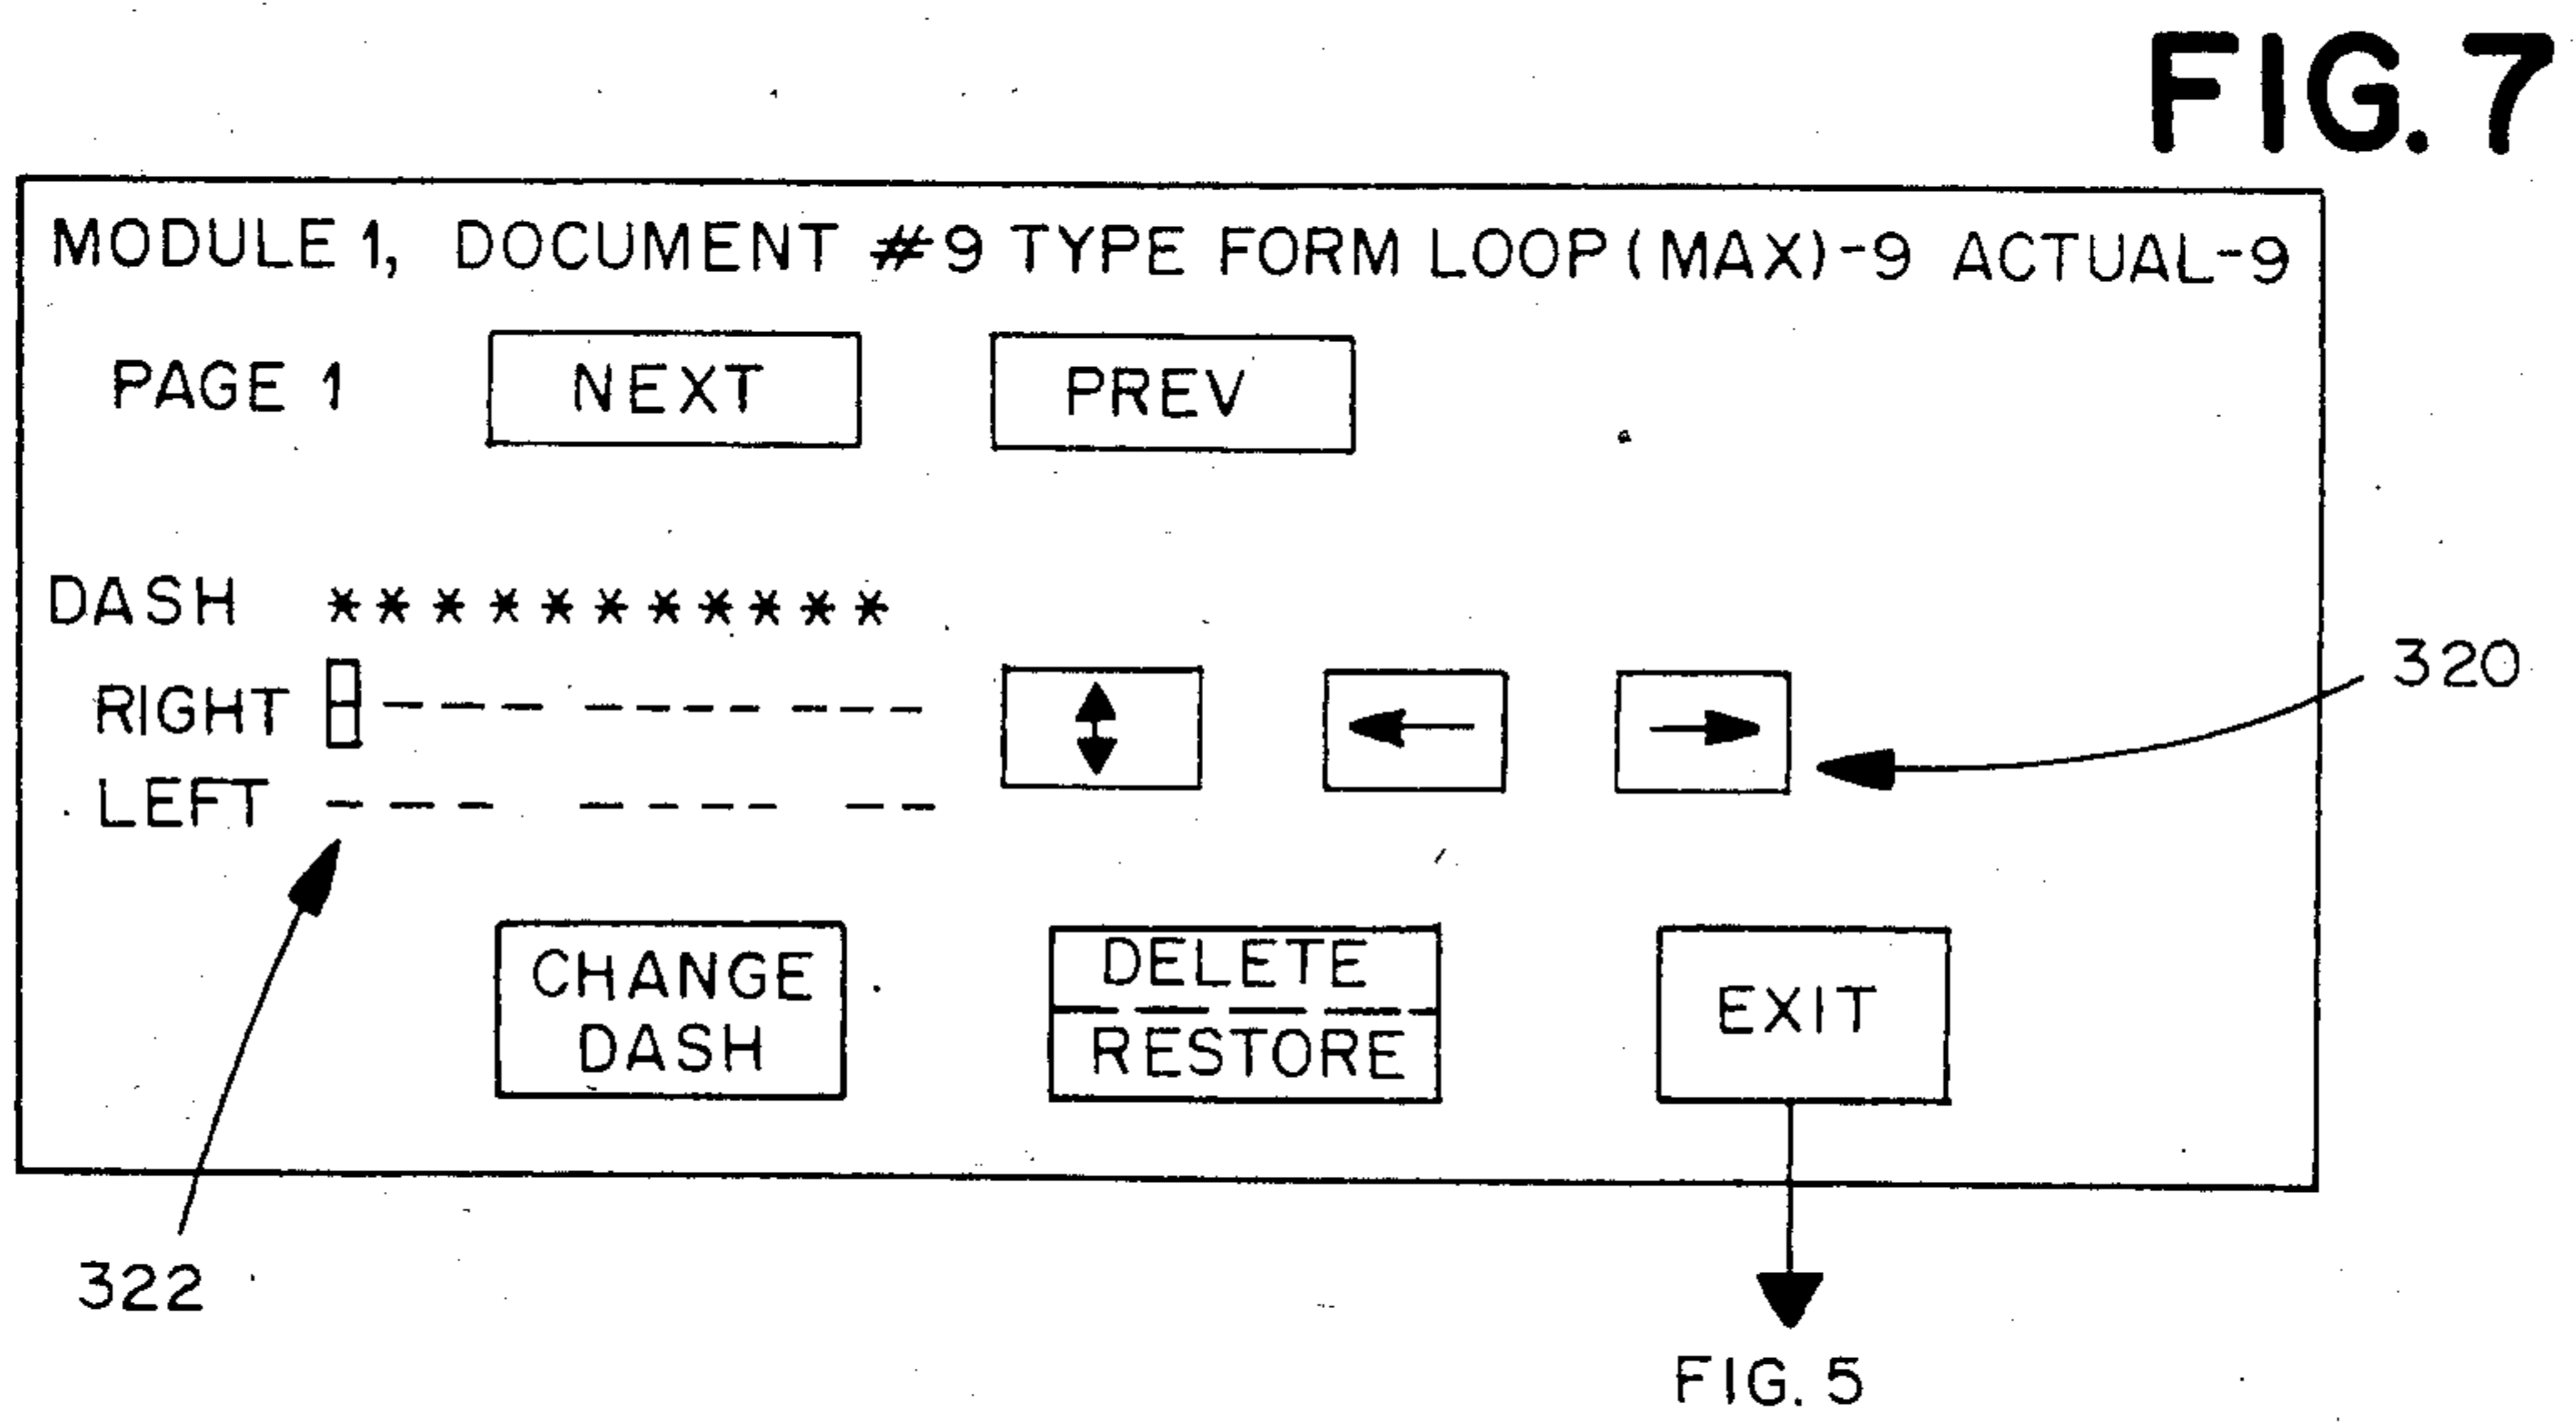 FIG. 7
MODULE 1, DOCUMENT #9 TYPE FORM LOOP (MAX)-9 ACTUAL-9
PAGE 1 NEXT PREV
DASH * * * * * * * * * * *
RIGHT - - - - - - - - - -
320
LEFT - - - - - - - - -
CHANGE
DASH
DELETE
RESTORE
EXIT
322
FIG. 5